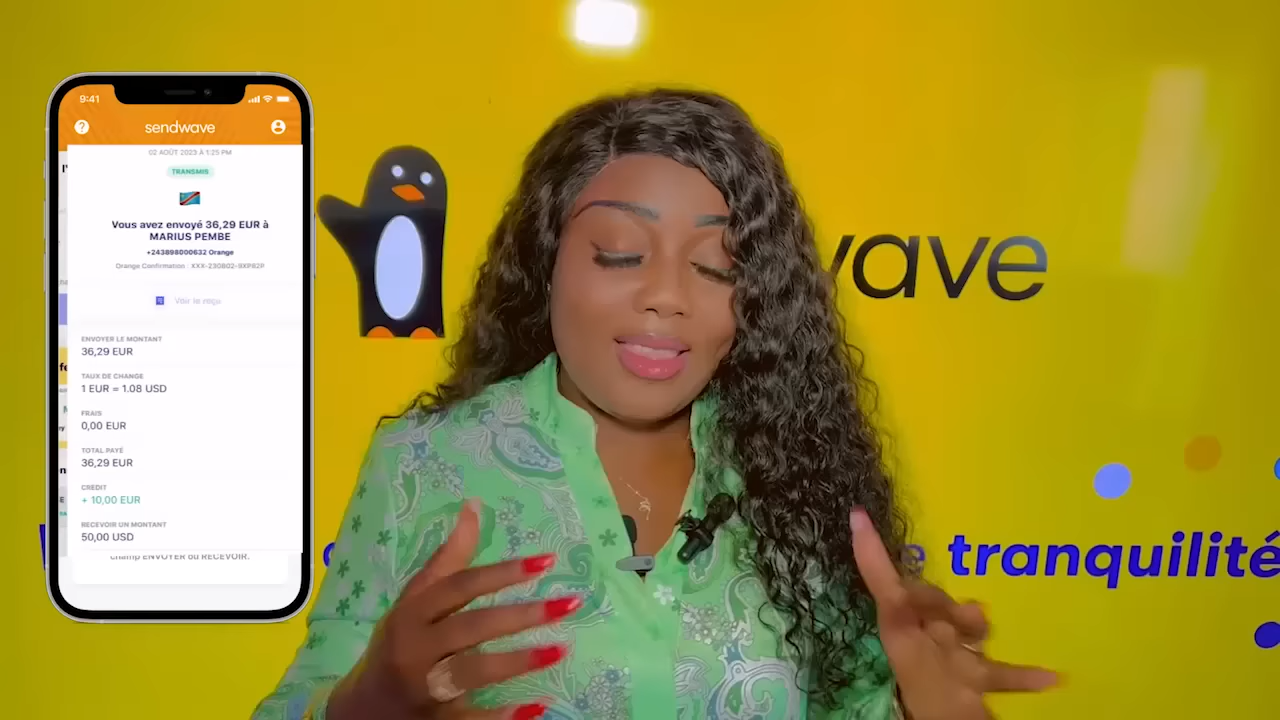 9:41
sendwave
02 AOÛT 2023 À 1:25 PM
TRANSMIS
Vous avez envoyé 36,29 EUR à
MARIUS PEMBE
+243898000632 Orange
Orange Confirmation : XXR-230802-9XP82P
Voir le reçu
ENVOYER LE MONTANT
36,29 EUR
TAUX DE CHANGE
1 EUR = 1.08 USD
FRAIS
0,00 EUR
TOTAL PAYÉ
36,29 EUR
CRÉDIT
+ 10,00 EUR
RECEVOIR UN MONTANT
50,00 USD
champ ENVOYER ou RECEVOIR.
wave
tranquilité